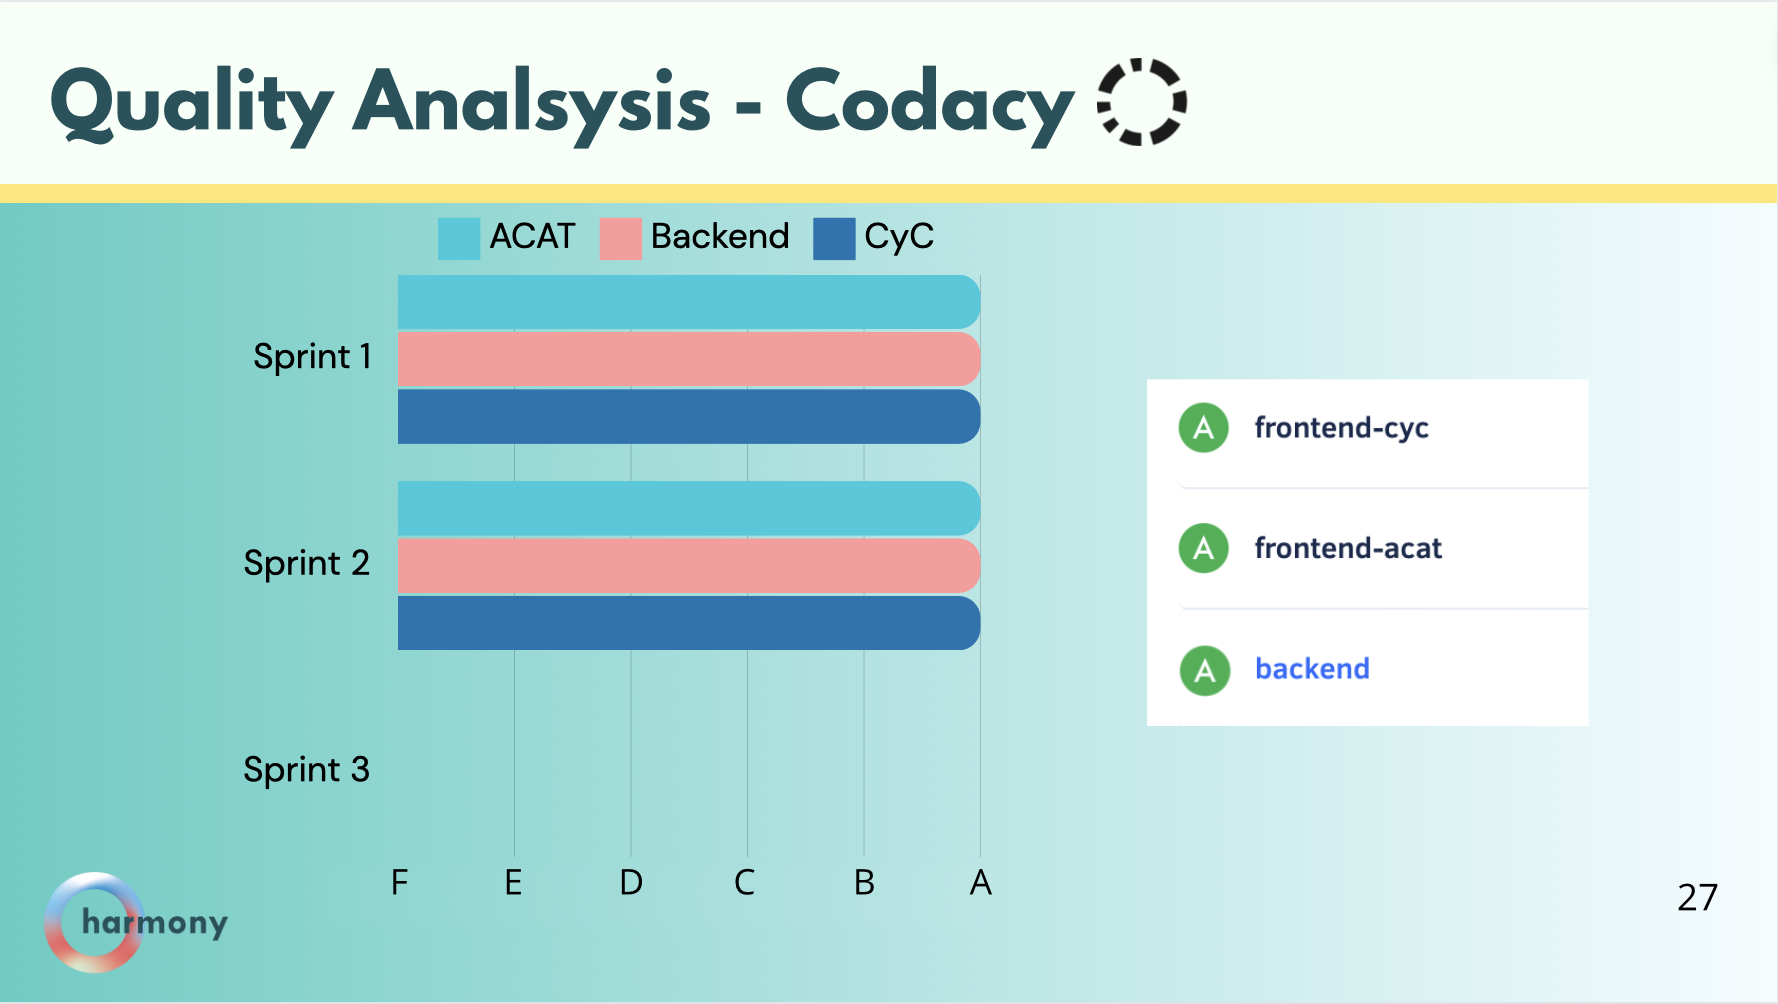 Quality Analsysis - Codacy
ACAT Backend CyC
Sprint 1
Sprint 2
Sprint 3
F E D C B A
A frontend-cyc
A frontend-acat
A backend
harmony
27